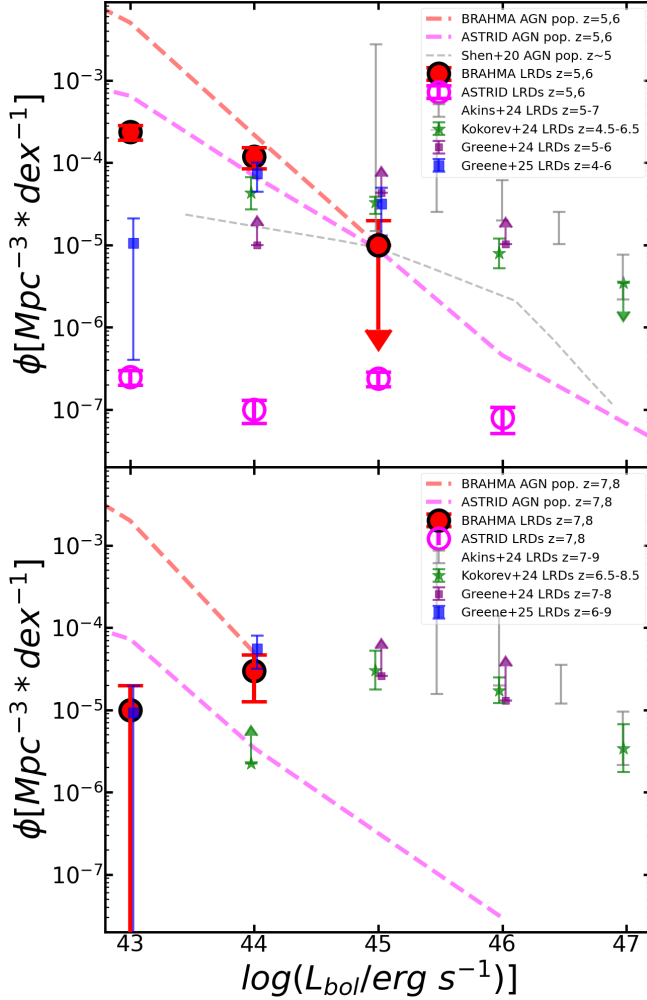 BRAHMA AGN pop. z=5,6
ASTRID AGN pop. z=5,6
Shen+20 AGN pop. z~5
BRAHMA LRDs z=5,6
ASTRID LRDs z=5,6
Akins+24 LRDs z=5-7
Kokorev+24 LRDs z=4.5-6.5
Greene+24 LRDs z=5-6
Greene+25 LRDs z=4-6
10⁻³
10⁻⁴
10⁻⁵
10⁻⁶
10⁻⁷
ϕ[Mpc⁻³ * dex⁻¹]
BRAHMA AGN pop. z=7,8
ASTRID AGN pop. z=7,8
BRAHMA LRDs z=7,8
ASTRID LRDs z=7,8
Akins+24 LRDs z=7-9
Kokorev+24 LRDs z=6.5-8.5
Greene+24 LRDs z=7-8
Greene+25 LRDs z=6-9
10⁻³
10⁻⁴
10⁻⁵
10⁻⁶
10⁻⁷
ϕ[Mpc⁻³ * dex⁻¹]
43 44 45 46 47
log(L_bol/erg s⁻¹)]